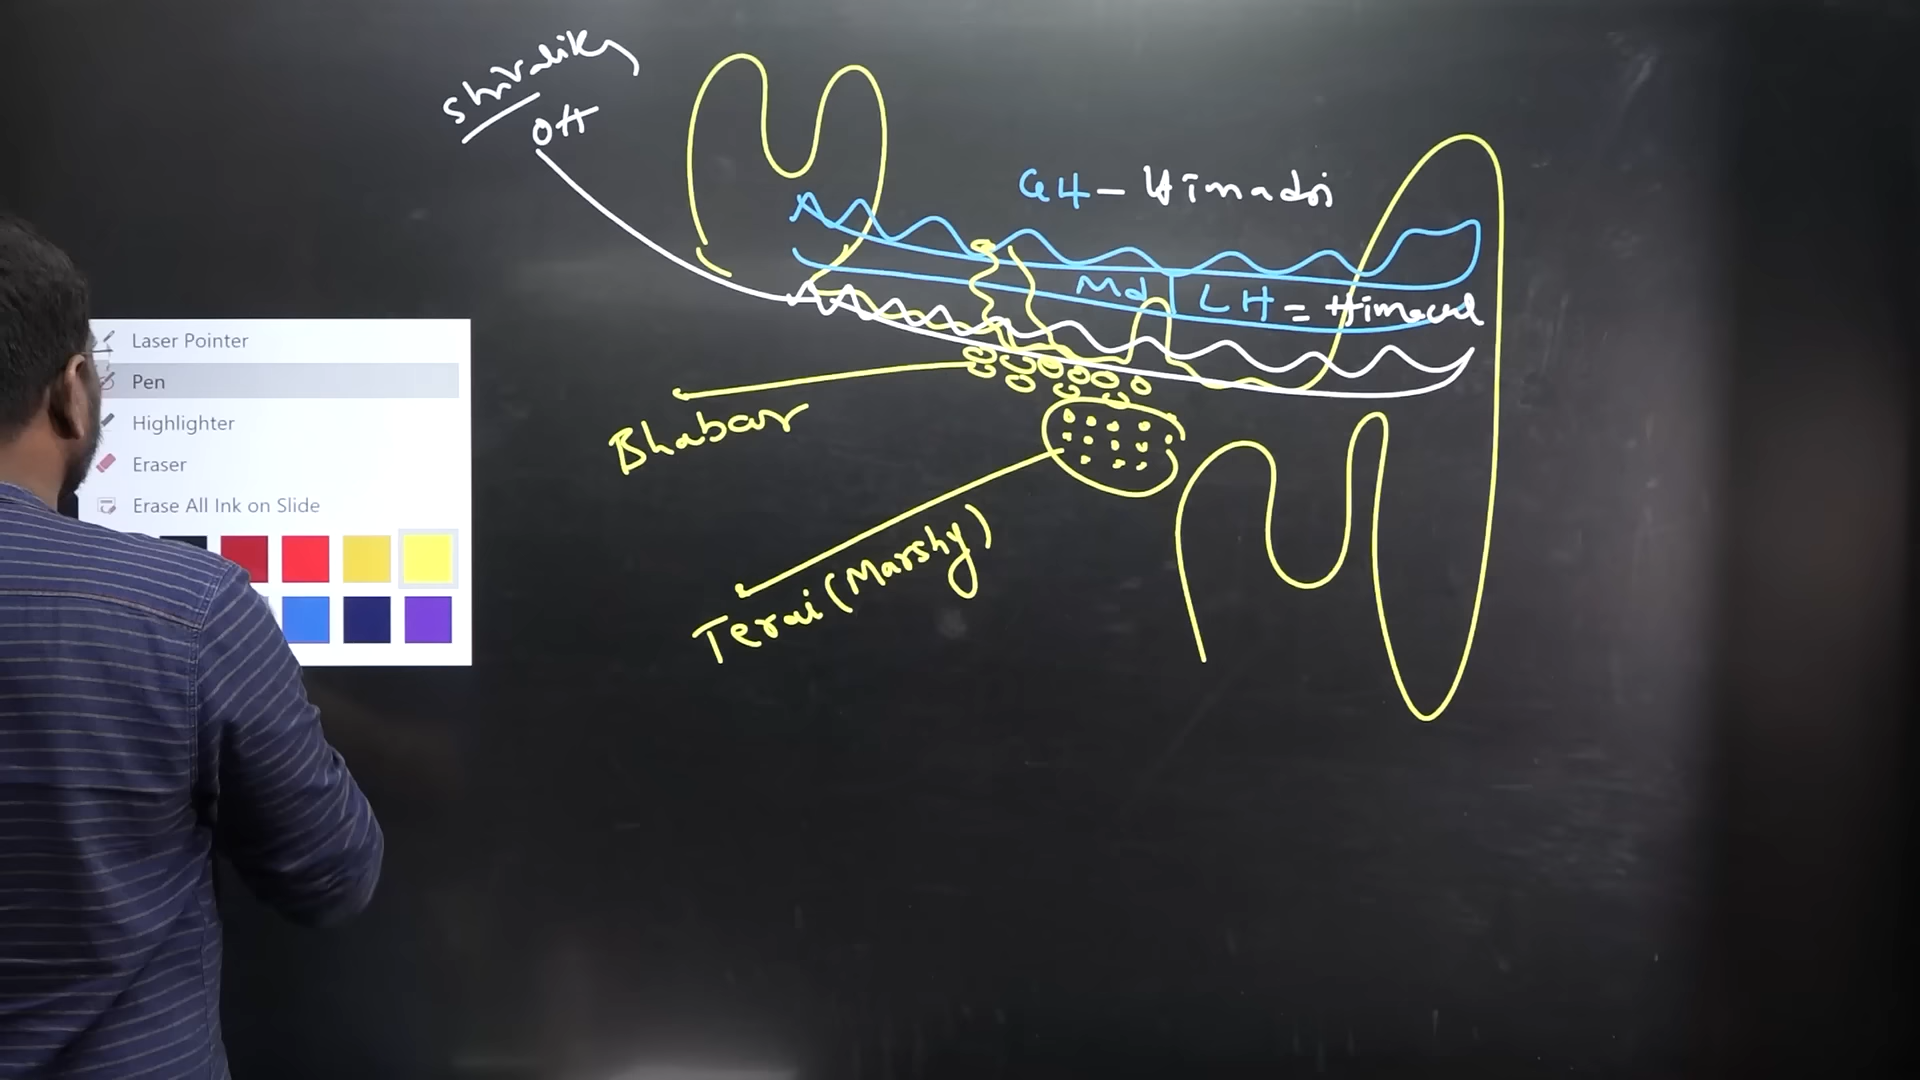 Shivalik
OH
GH - Himadri
Md LH = Himachal
Laser Pointer
Pen
Highlighter
Eraser
Erase All Ink on Slide
Bhabar
Terai (Marshy)